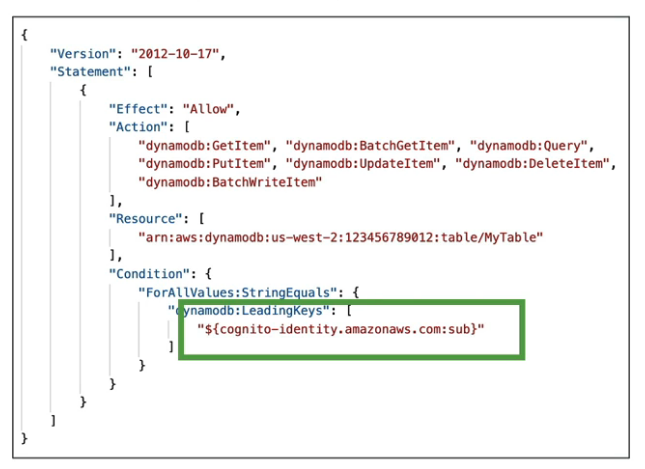 {
"Version": "2012-10-17",
"Statement": [
{
"Effect": "Allow",
"Action": [
"dynamodb:GetItem", "dynamodb:BatchGetItem", "dynamodb:Query",
"dynamodb:PutItem", "dynamodb:UpdateItem", "dynamodb:DeleteItem",
"dynamodb:BatchWriteItem"
],
"Resource": [
"arn:aws:dynamodb:us-west-2:123456789012:table/MyTable"
],
"Condition": {
"ForAllValues:StringEquals": {
"dynamodb:LeadingKeys": [
"${cognito-identity.amazonaws.com:sub}"
]
}
}
}
]
}